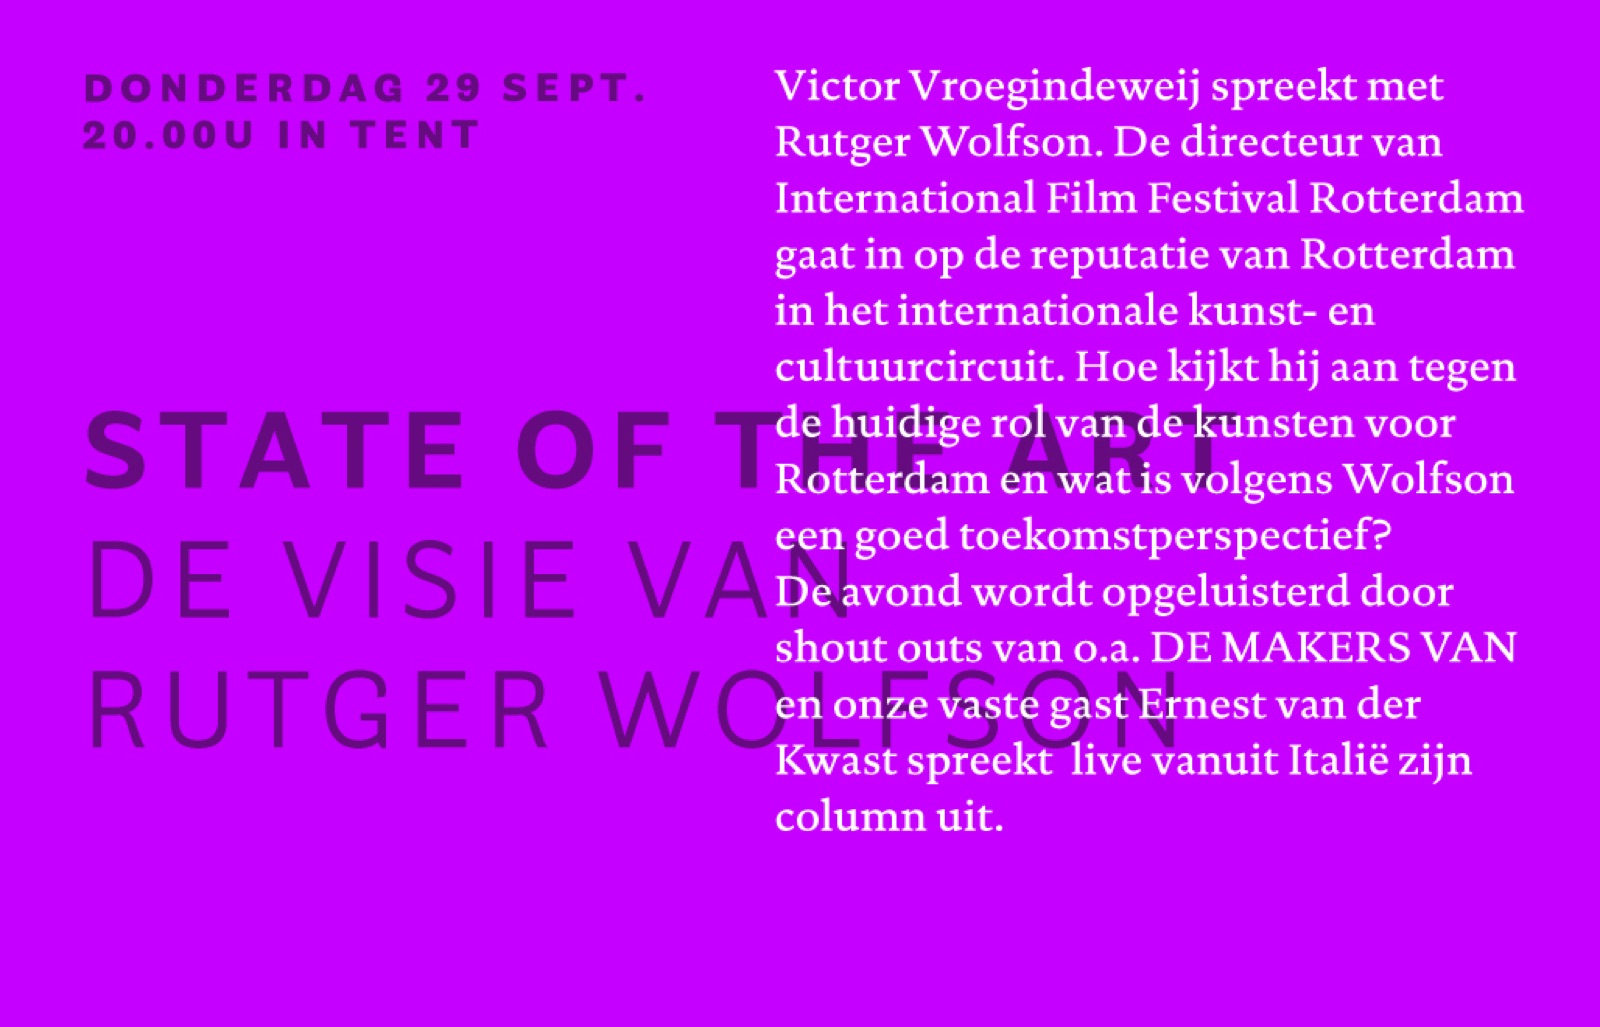 DONDERDAG 29 SEPT.
20.00U IN TENT
STATE OF THE ART
DE VISIE VAN
RUTGER WOLFSON
Victor Vroegindeweij spreekt met
Rutger Wolfson. De directeur van
International Film Festival Rotterdam
gaat in op de reputatie van Rotterdam
in het internationale kunst- en
cultuurcircuit. Hoe kijkt hij aan tegen
de huidige rol van de kunsten voor
Rotterdam en wat is volgens Wolfson
een goed toekomstperspectief?
De avond wordt opgeluisterd door
shout outs van o.a. DE MAKERS VAN
en onze vaste gast Ernest van der
Kwast spreekt  live vanuit Italië zijn
column uit.